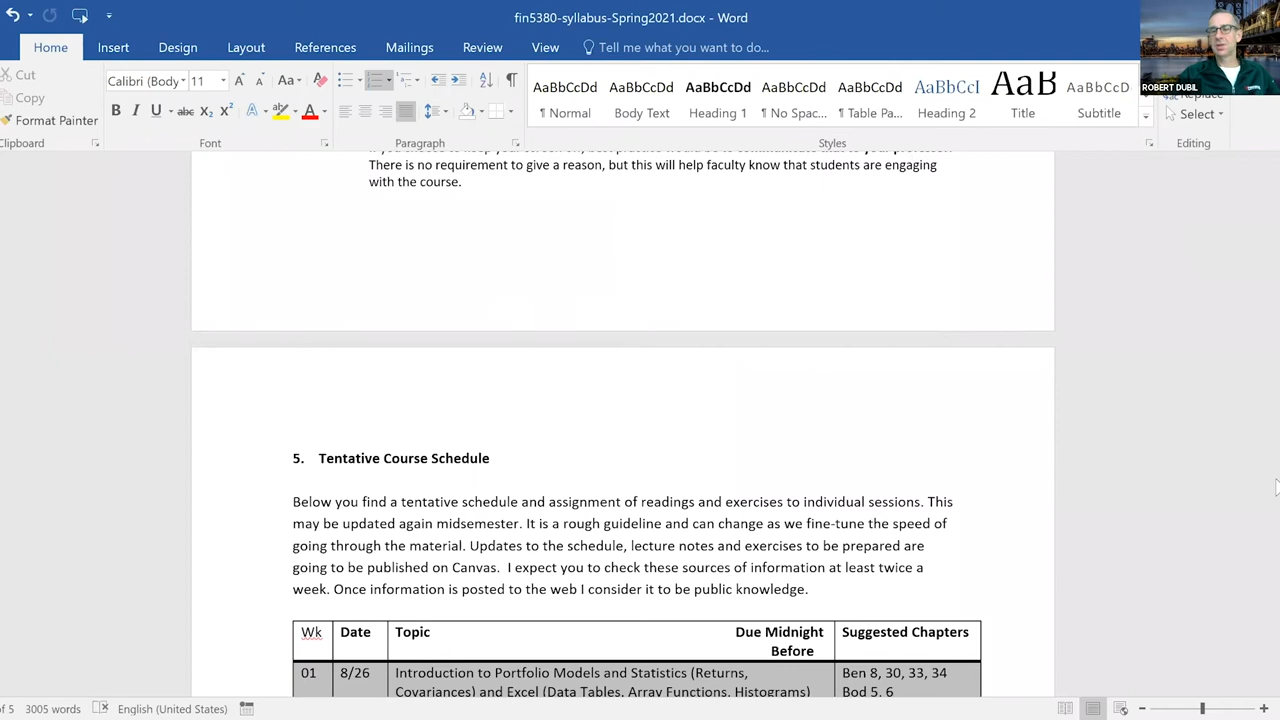 fin5380-syllabus-Spring2021.docx - Word
Home Insert Design Layout References Mailings Review View Tell me what you want to do...
ROBERT DUBIL
Cut
Copy
Format Painter
Calibri (Body 11
AaBbCcDd AaBbCcDd AaBbCcDd AaBbCcDd AaBbCcDd AaBbCcI AaB AaBbCcD
¶ Normal Body Text Heading 1 ¶ No Spac... ¶ Table Pa... Heading 2 Title Subtitle
Replace
Select
Clipboard Font Paragraph Styles Editing
There is no requirement to give a reason, but this will help faculty know that students are engaging
with the course.
5. Tentative Course Schedule
Below you find a tentative schedule and assignment of readings and exercises to individual sessions. This
may be updated again midsemester. It is a rough guideline and can change as we fine-tune the speed of
going through the material. Updates to the schedule, lecture notes and exercises to be prepared are
going to be published on Canvas. I expect you to check these sources of information at least twice a
week. Once information is posted to the web I consider it to be public knowledge.
Wk Date Topic Due Midnight Before Suggested Chapters
01 8/26 Introduction to Portfolio Models and Statistics (Returns, Ben 8, 30, 33, 34
Covariances) and Excel (Data Tables, Array Functions, Histograms) Bod 5, 6
of 5 3005 words English (United States)